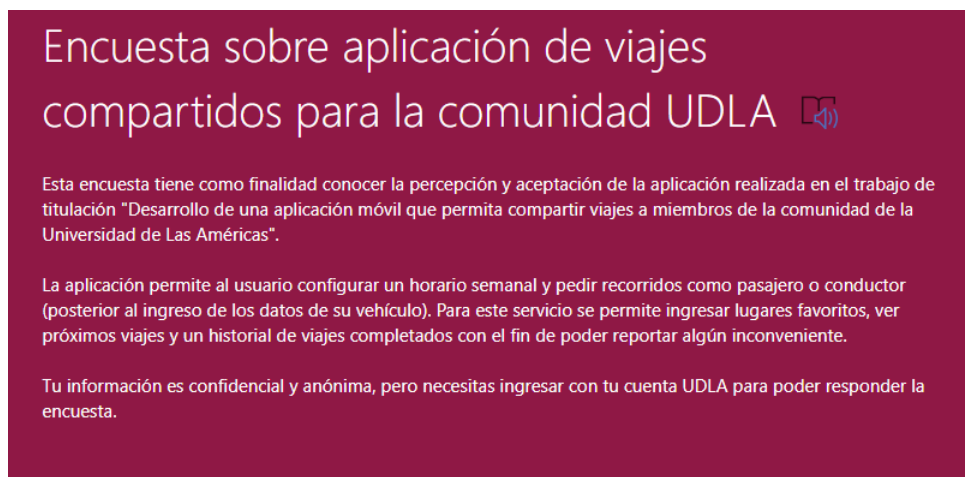 Encuesta sobre aplicación de viajes
compartidos para la comunidad UDLA
Esta encuesta tiene como finalidad conocer la percepción y aceptación de la aplicación realizada en el trabajo de
titulación "Desarrollo de una aplicación móvil que permita compartir viajes a miembros de la comunidad de la
Universidad de Las Américas".
La aplicación permite al usuario configurar un horario semanal y pedir recorridos como pasajero o conductor
(posterior al ingreso de los datos de su vehículo). Para este servicio se permite ingresar lugares favoritos, ver
próximos viajes y un historial de viajes completados con el fin de poder reportar algún inconveniente.
Tu información es confidencial y anónima, pero necesitas ingresar con tu cuenta UDLA para poder responder la
encuesta.